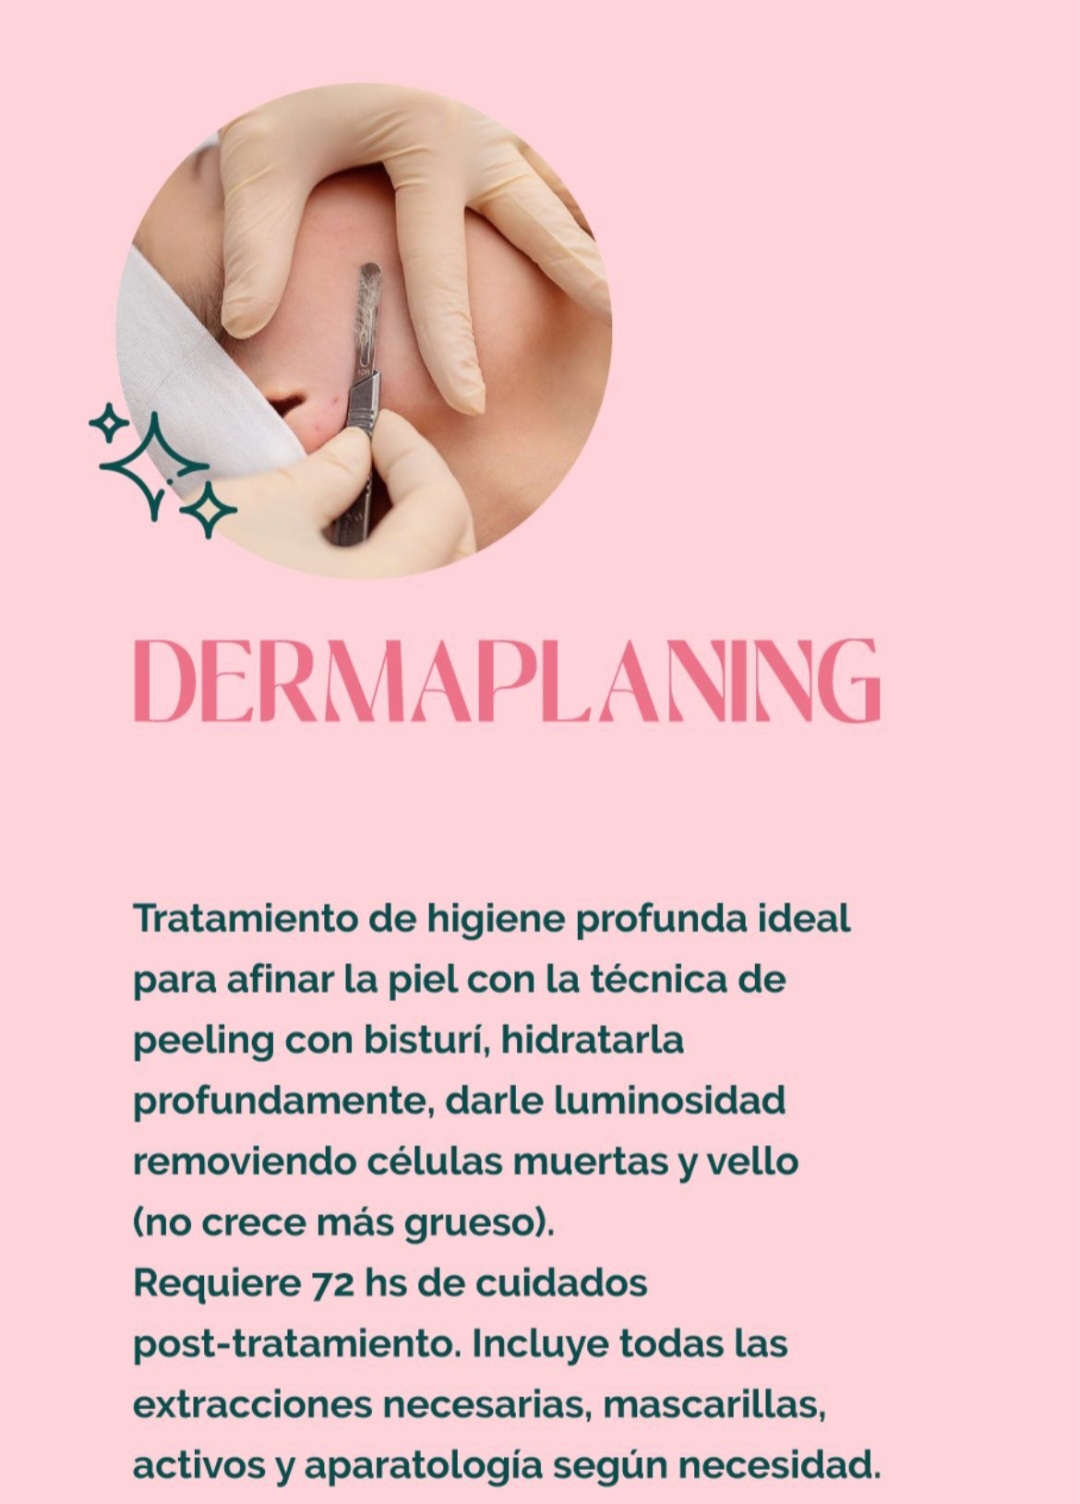 DERMAPLANING
Tratamiento de higiene profunda ideal
para afinar la piel con la técnica de
peeling con bisturí, hidratarla
profundamente, darle luminosidad
removiendo células muertas y vello
(no crece más grueso).
Requiere 72 hs de cuidados
post-tratamiento. Incluye todas las
extracciones necesarias, mascarillas,
activos y aparatología según necesidad.